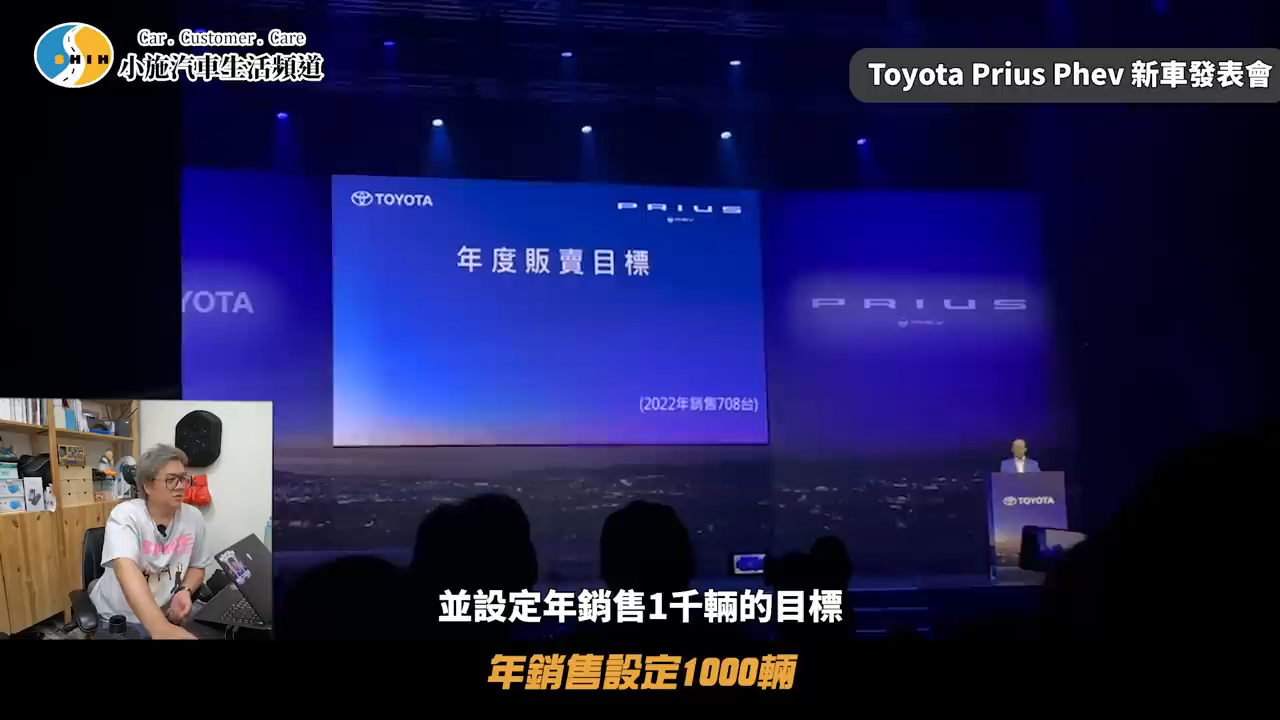 Car. Customer. Care
SHIH
小施汽車生活頻道
Toyota Prius Phev 新車發表會
TOYOTA
PRIUS
PHEV
年度販賣目標
YOTA
PRIUS
PHEV
(2022年銷售708台)
TOYOTA
並設定年銷售1千輛的目標
年銷售設定1000輛